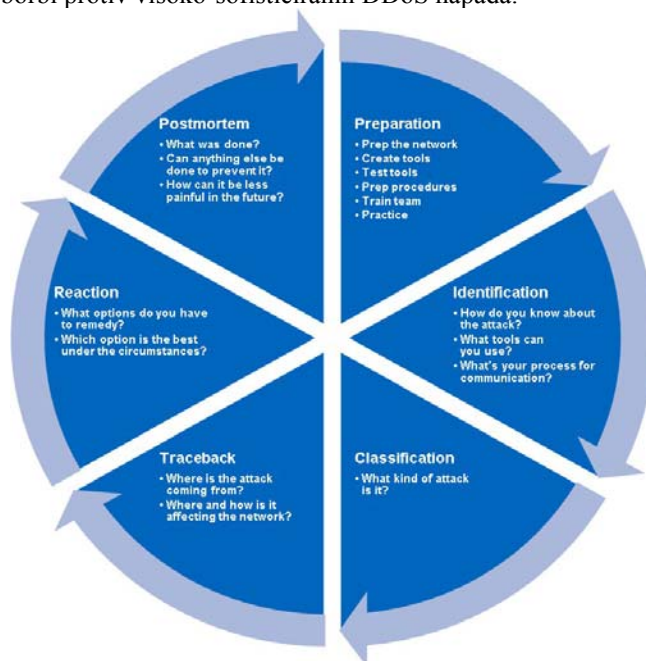 borbi protiv visoko sofisticiranih DDoS napada.
Preparation
• Prep the network
• Create tools
• Test tools
• Prep procedures
• Train team
• Practice
Identification
• How do you know about
the attack?
• What tools can
you use?
• What's your process for
communication?
Classification
• What kind of attack
is it?
Traceback
• Where is the attack
coming from?
• Where and how is it
affecting the network?
Reaction
• What options do you have
to remedy?
• Which option is the best
under the circumstances?
Postmortem
• What was done?
• Can anything else be
done to prevent it?
• How can it be less
painful in the future?